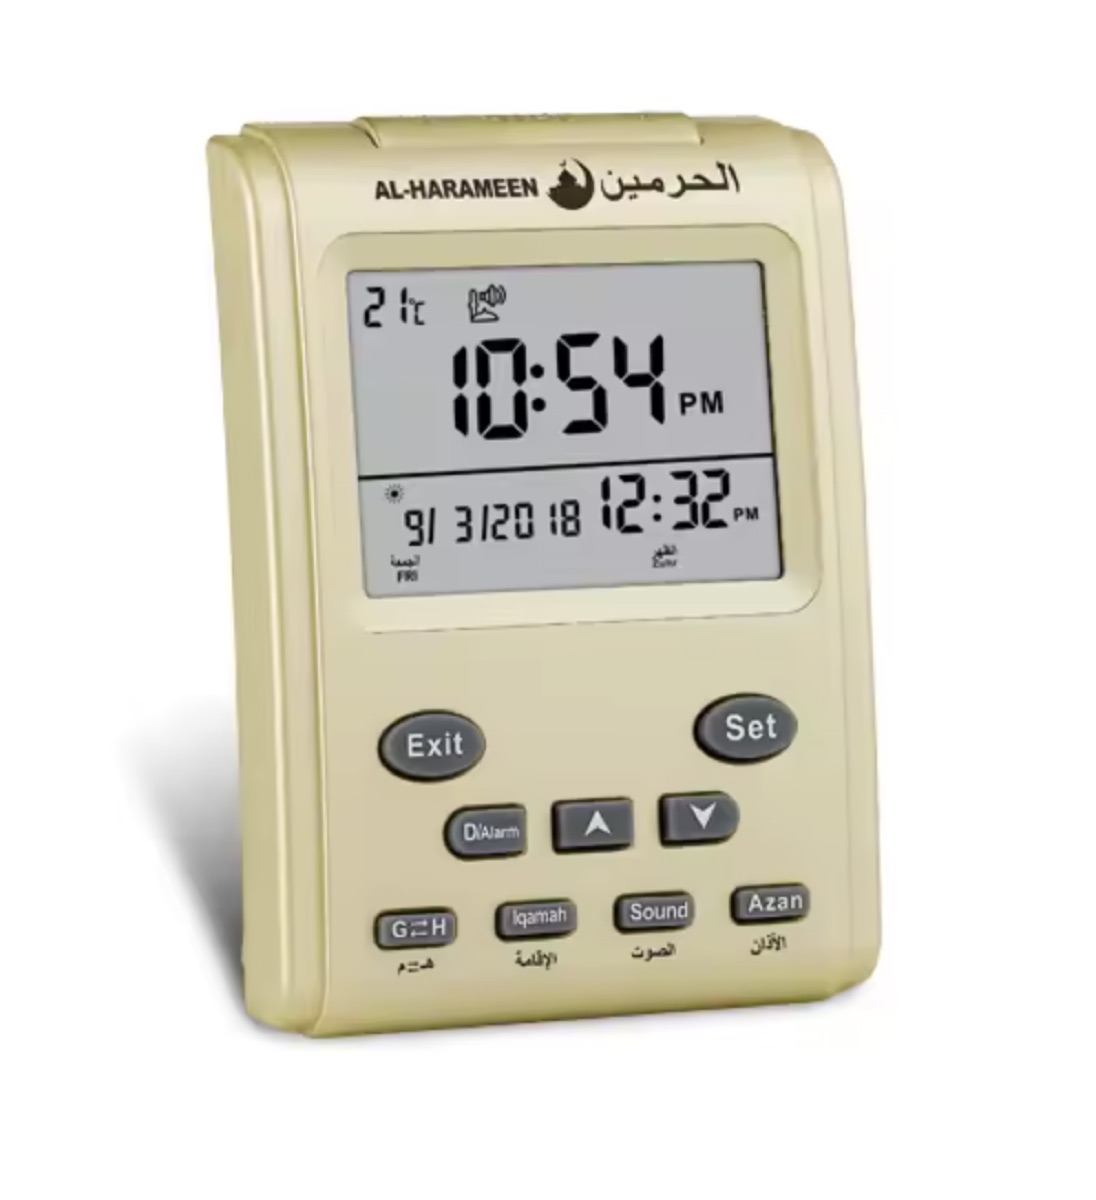 AL-HARAMEEN الحرمين
21°C
10:54 PM
9/ 3/2018 12:32 PM
الجمعة الظهر
FRI Zuhr
Exit Set
D/Alarm
G⇄H Iqamah Sound Azan
هـ⇄م الإقامة الصوت الأذان